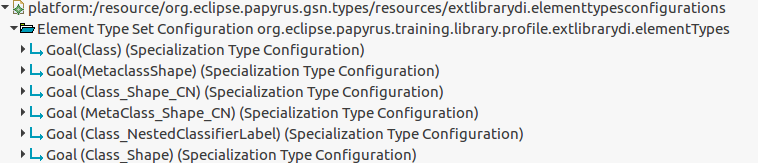 platform:/resource/org.eclipse.papyrus.gsn.types/resources/extlibrarydi.elementtypesconfigurations
Element Type Set Configuration org.eclipse.papyrus.training.library.profile.extlibrarydi.elementTypes
Goal(Class) (Specialization Type Configuration)
Goal(MetaclassShape) (Specialization Type Configuration)
Goal (Class_Shape_CN) (Specialization Type Configuration)
Goal (MetaClass_Shape_CN) (Specialization Type Configuration)
Goal (Class_NestedClassifierLabel) (Specialization Type Configuration)
Goal (Class_Shape) (Specialization Type Configuration)